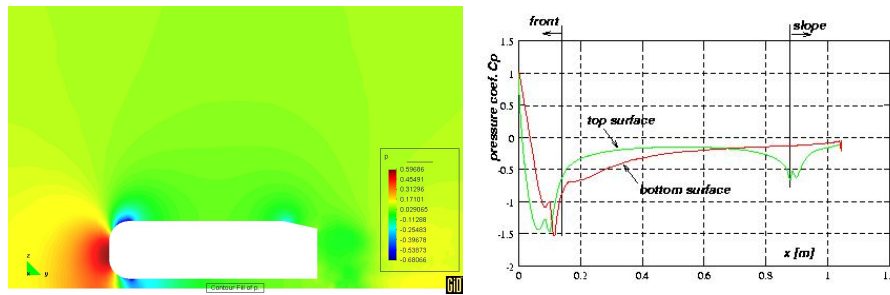 p
0.59686
0.45491
0.31296
0.17101
0.029065
-0.11288
-0.25483
-0.39678
-0.53873
-0.68066
z
y
Contour Fill of p.
GiD
front
slope
1.5
1
0.5
0
-0.5
-1
-1.5
-2
pressure coef. Cp
top surface
bottom surface
0
0.2
0.4
0.6
0.8
1
x [m]